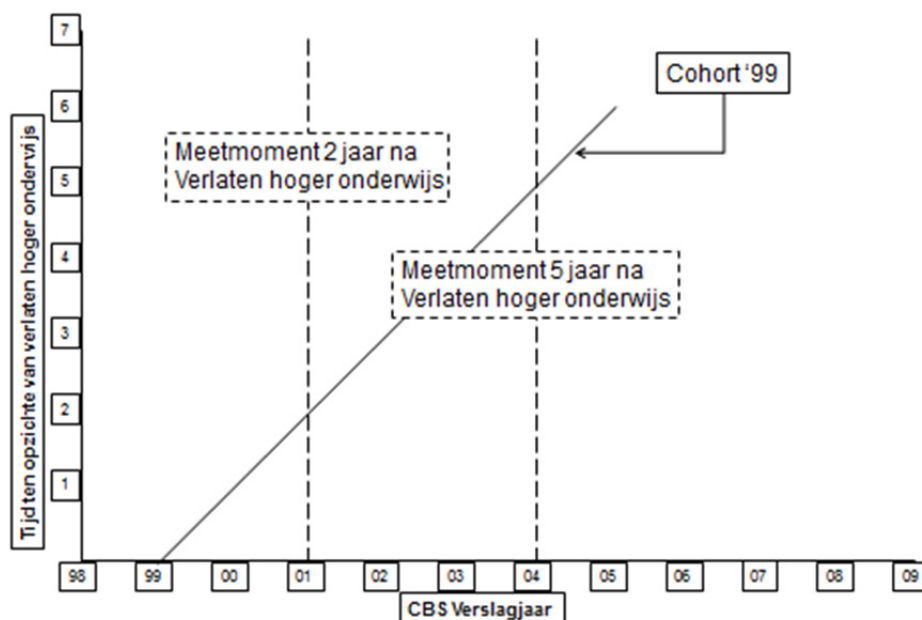 7
6
5
4
3
2
1
Tijd ten opzichte van verlaten hoger ondervijs
Cohort ‘99
Meetmoment 2 jaar na
Verlaten hoger onderwijs
Meetmoment 5 jaar na
Verlaten hoger onderwijs
98 99 00 01 02 03 04 05 06 07 08 09
CBS Verslagjaar